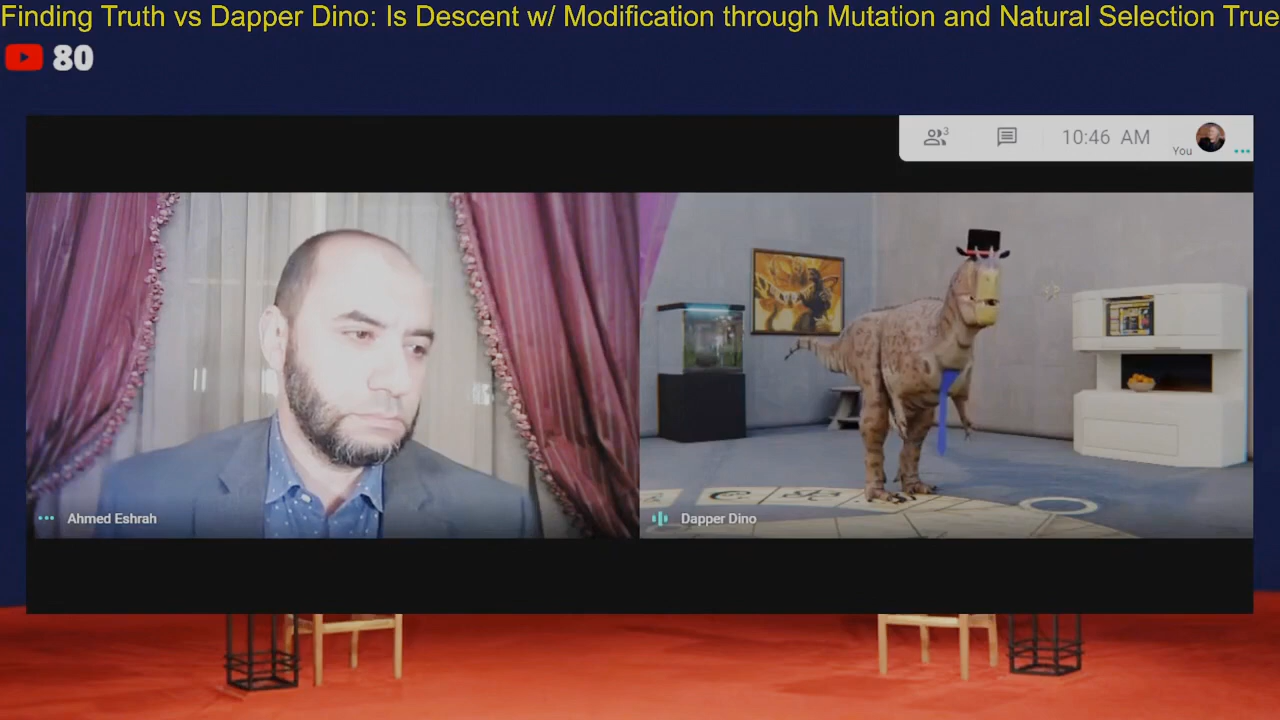 Finding Truth vs Dapper Dino: Is Descent w/ Modification through Mutation and Natural Selection True
80
3
10:46 AM
You
Ahmed Eshrah
Dapper Dino